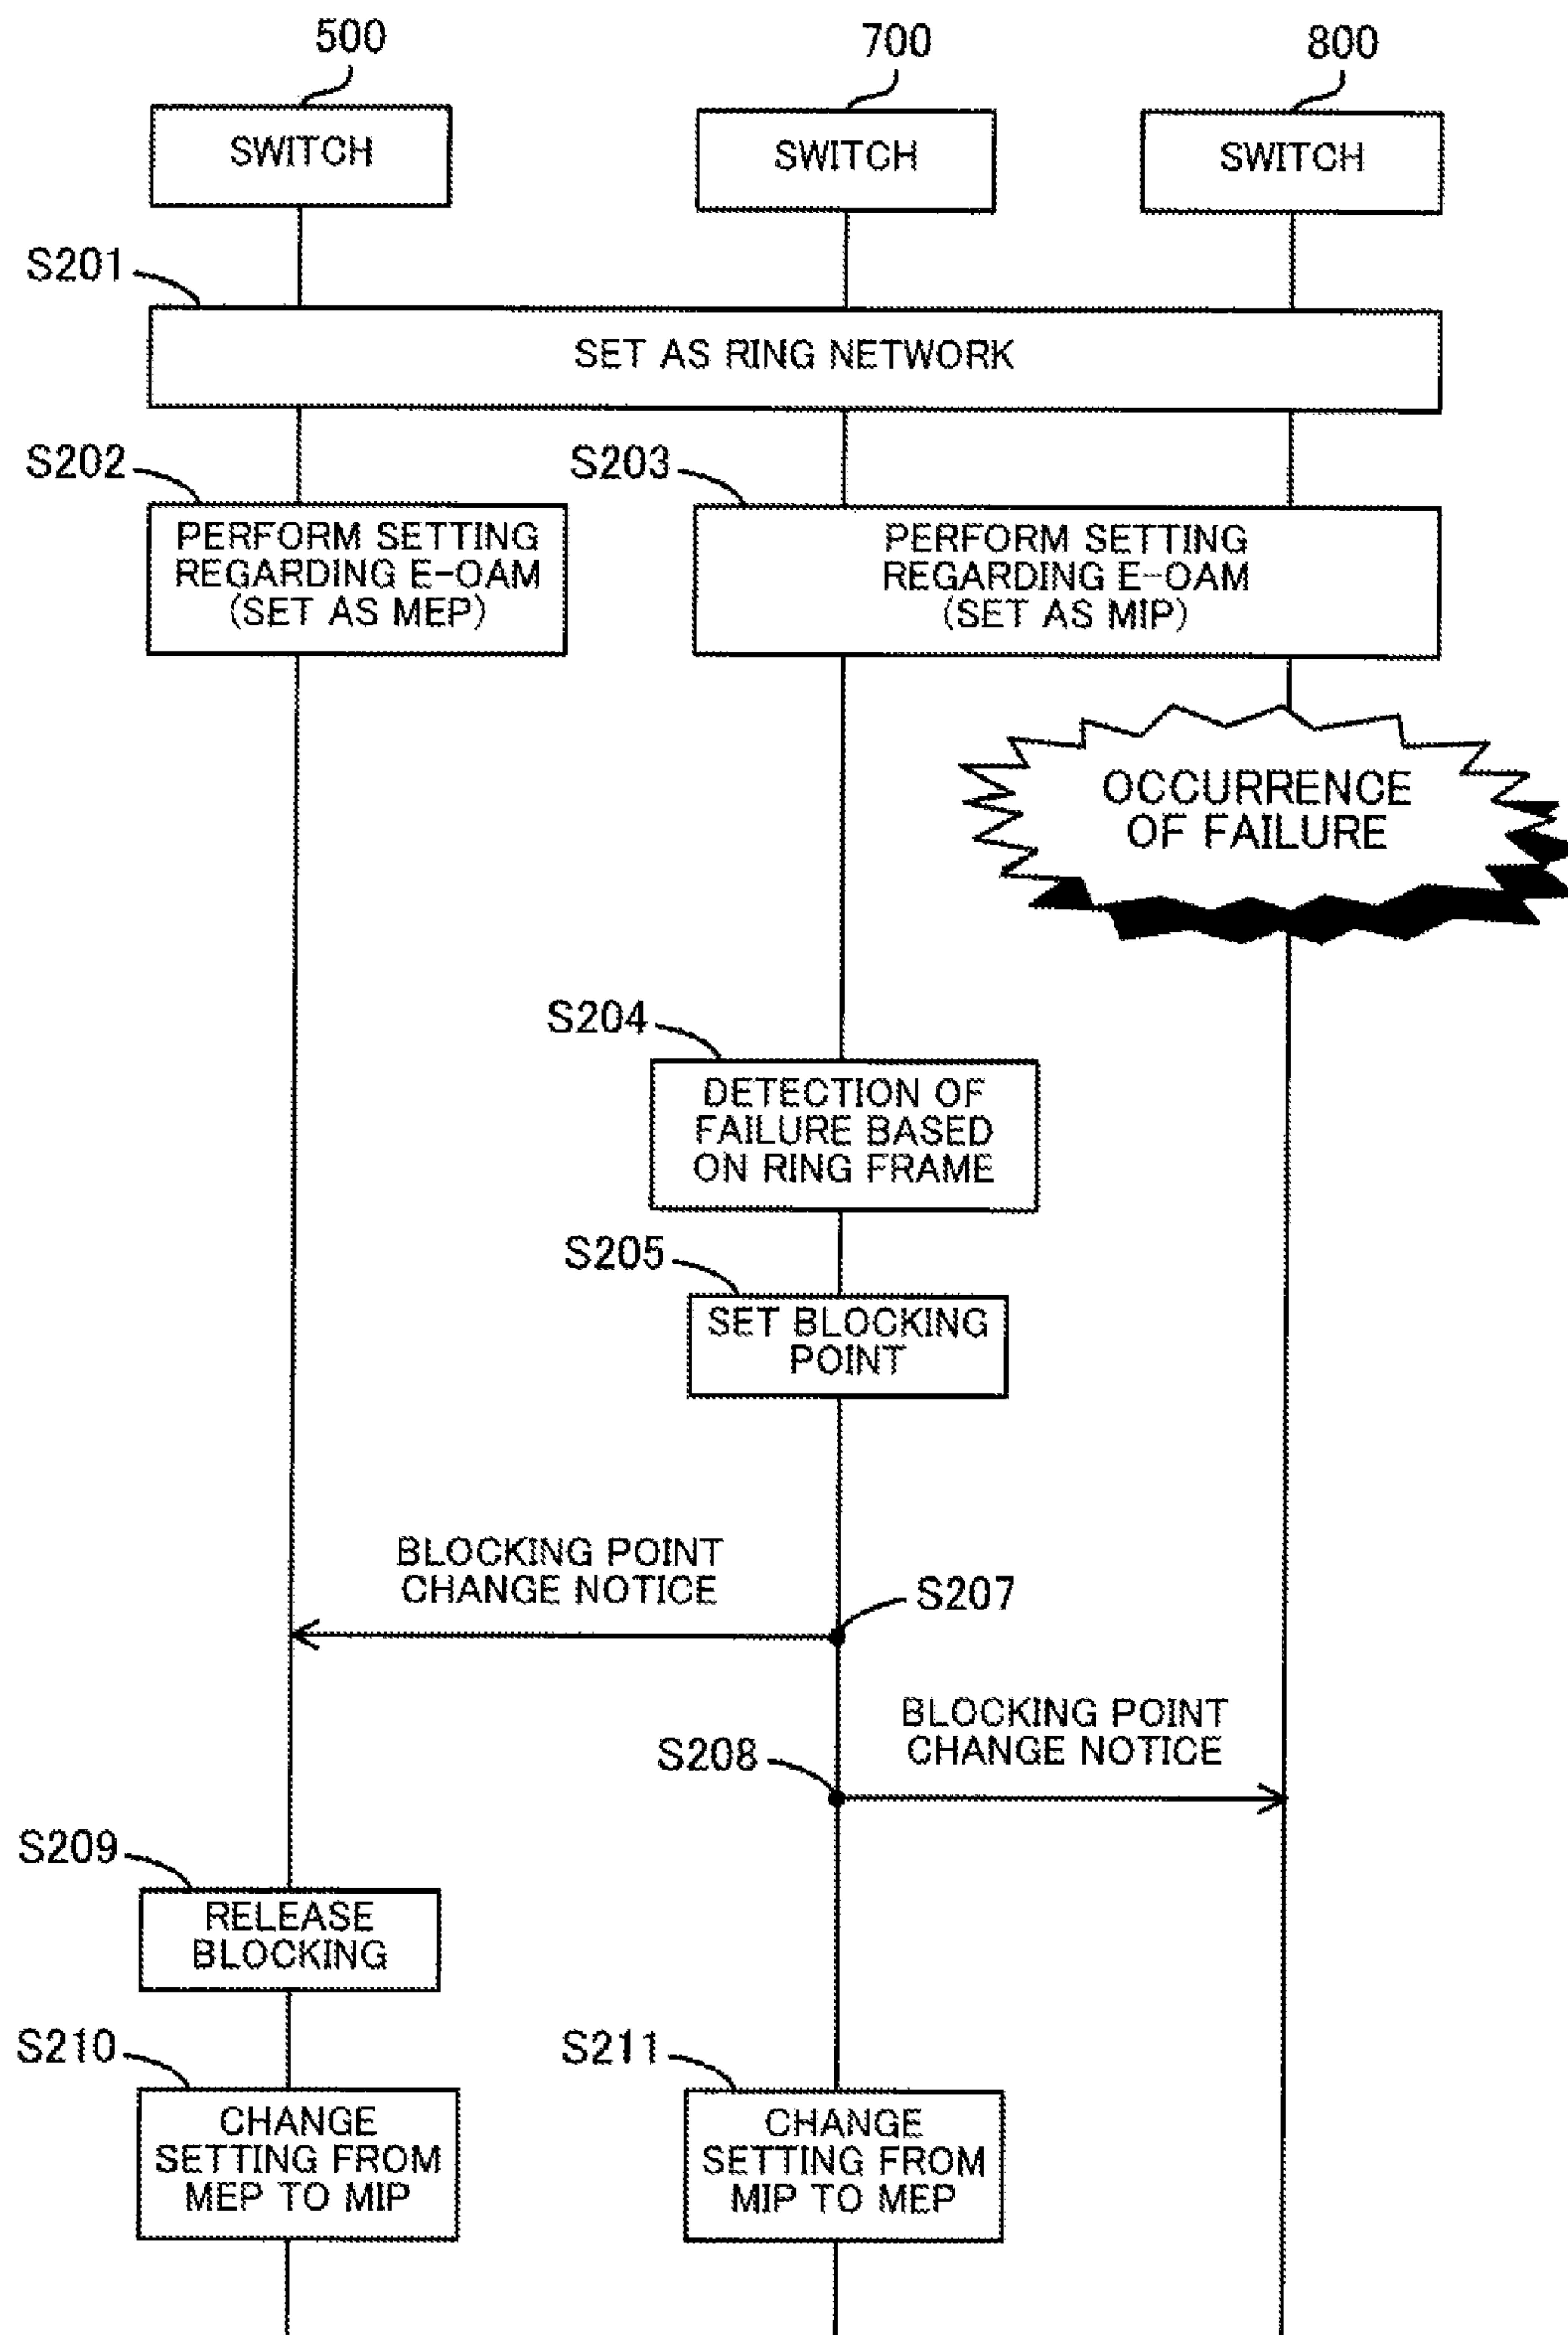 500
700
800
SWITCH
SWITCH
SWITCH
S201
SET AS RING NETWORK
S202
S203
PERFORM SETTING
REGARDING E-OAM
(SET AS MEP)
PERFORM SETTING
REGARDING E-OAM
(SET AS MIP)
OCCURRENCE
OF FAILURE
S204
DETECTION OF
FAILURE BASED
ON RING FRAME
S205
SET BLOCKING
POINT
BLOCKING POINT
CHANGE NOTICE
S207
BLOCKING POINT
CHANGE NOTICE
S208
S209
RELEASE
BLOCKING
S210
S211
CHANGE
SETTING FROM
MEP TO MIP
CHANGE
SETTING FROM
MIP TO MEP